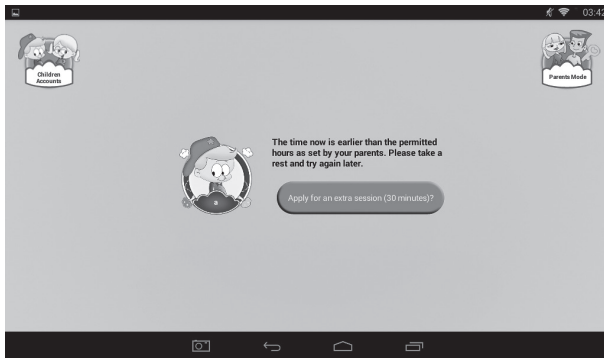 03:42
Children
Accounts
Parents Mode
The time now is earlier than the permitted
hours as set by your parents. Please take a
rest and try again later.
a
Apply for an extra session (30 minutes)?